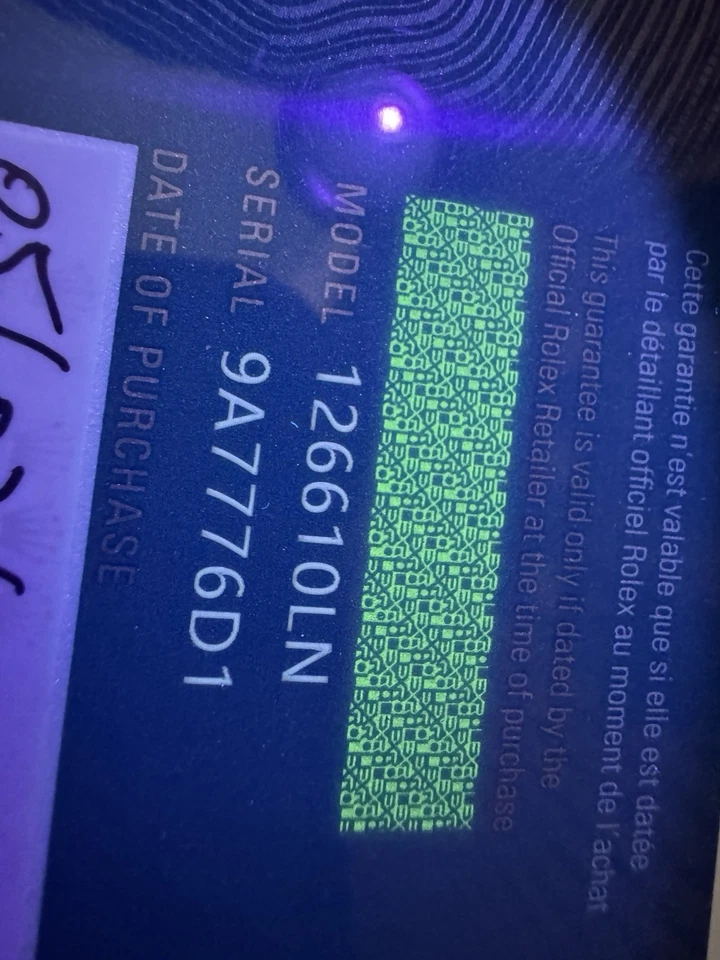 Cette garantie n'est valable que si elle est datée
par le détaillant officiel Rolex au moment de l'achat
This guarantee is valid only if dated by the
Official Rolex Retailer at the time of purchase
MODEL 126610LN
SERIAL 9A7776D1
DATE OF PURCHASE
05/